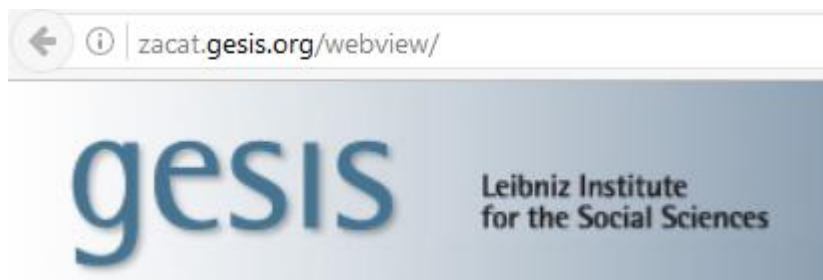 zacat.gesis.org/webview/
gesis
Leibniz Institute
for the Social Sciences